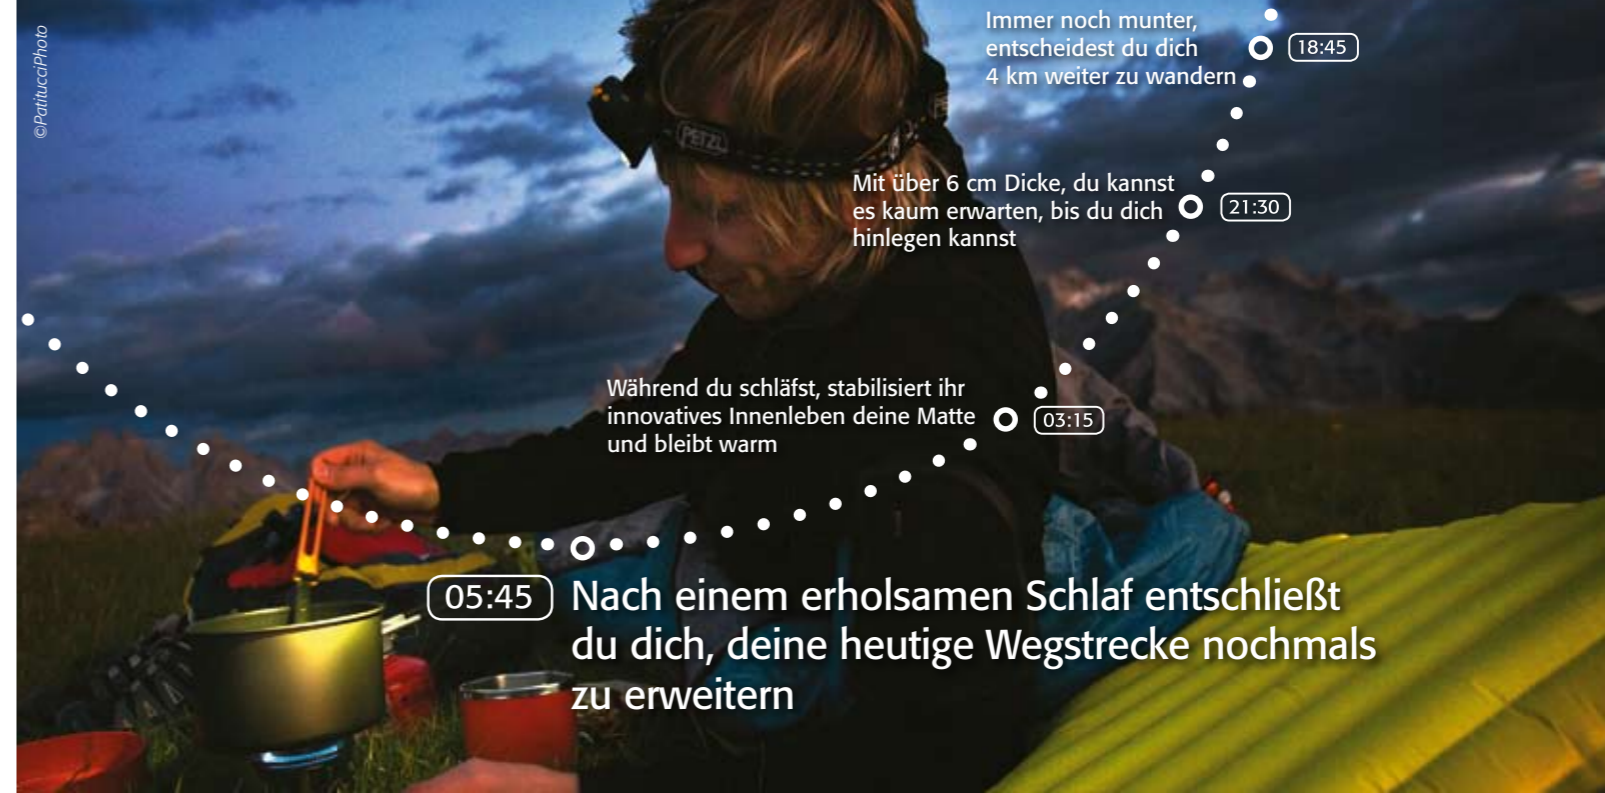 ©PatitucciPhoto
Immer noch munter,
entscheidest du dich
4 km weiter zu wandern
18:45
PETZL
Mit über 6 cm Dicke, du kannst
es kaum erwarten, bis du dich
hinlegen kannst
21:30
Während du schläfst, stabilisiert ihr
innovatives Innenleben deine Matte
und bleibt warm
03:15
05:45
Nach einem erholsamen Schlaf entschließt
du dich, deine heutige Wegstrecke nochmals
zu erweitern